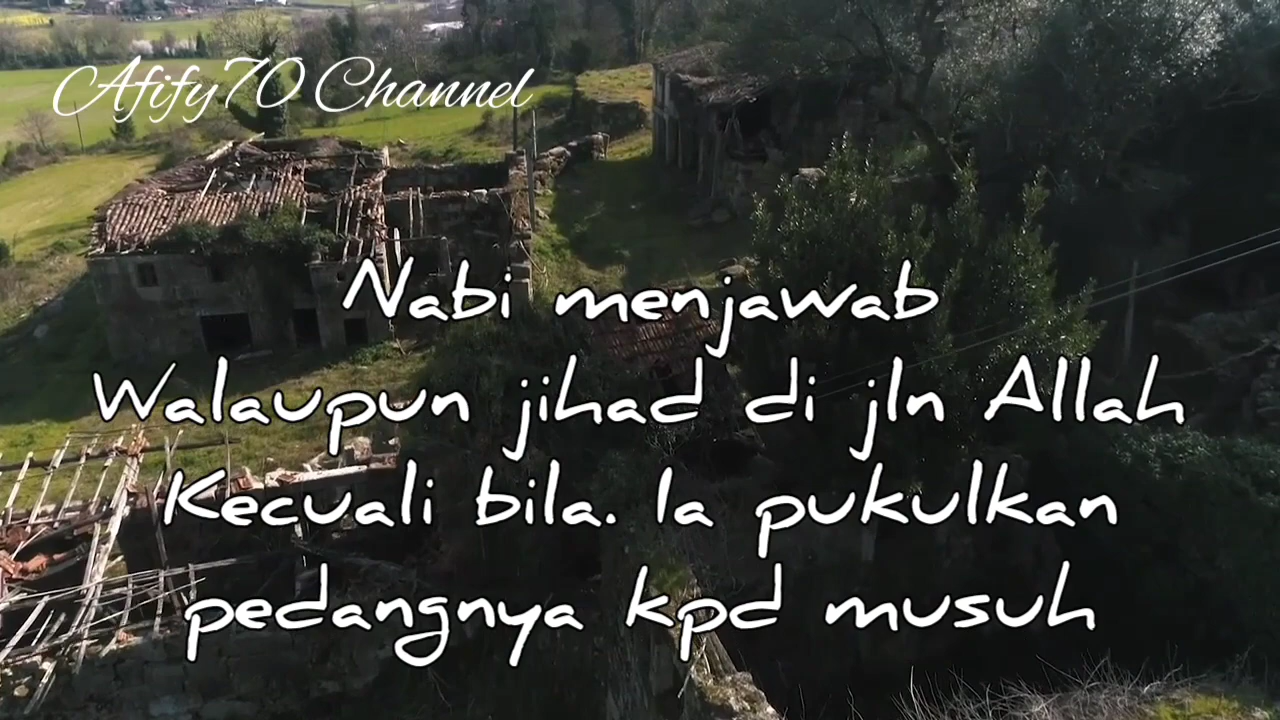 Afify70 Channel
Nabi menjawab
Walaupun jihad di jln Allah
Kecuali bila. Ia pukulkan
pedangnya kpd musuh